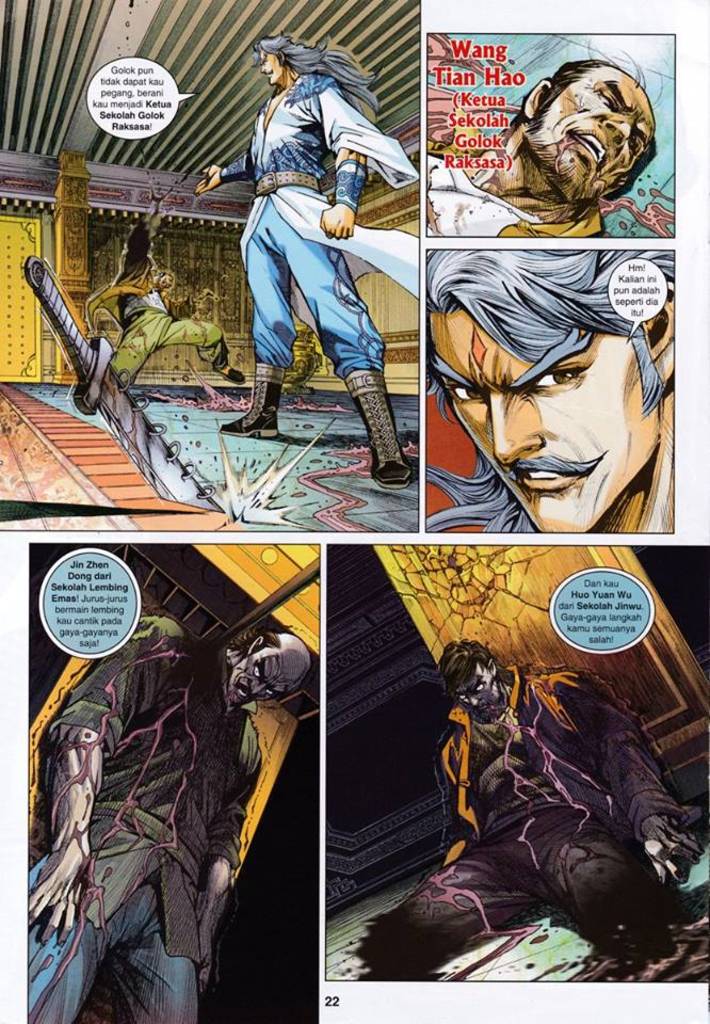 Golok pun
tidak dapat kau
pegang, berani
kau menjadi Ketua
Sekolah Golok
Raksasa!
Wang
Tian Hao
(Ketua
Sekolah
Golok
Raksasa)
Hm!
Kalian ini
pun adalah
seperti dia
itu!
Jin Zhen
Dong dari
Sekolah Lembing
Emas! Jurus-jurus
bermain lembing
kau cantik pada
gaya-gayanya
saja!
Dan kau
Huo Yuan Wu
dari Sekolah Jinwu.
Gaya-gaya langkah
kamu semuanya
salah!
22